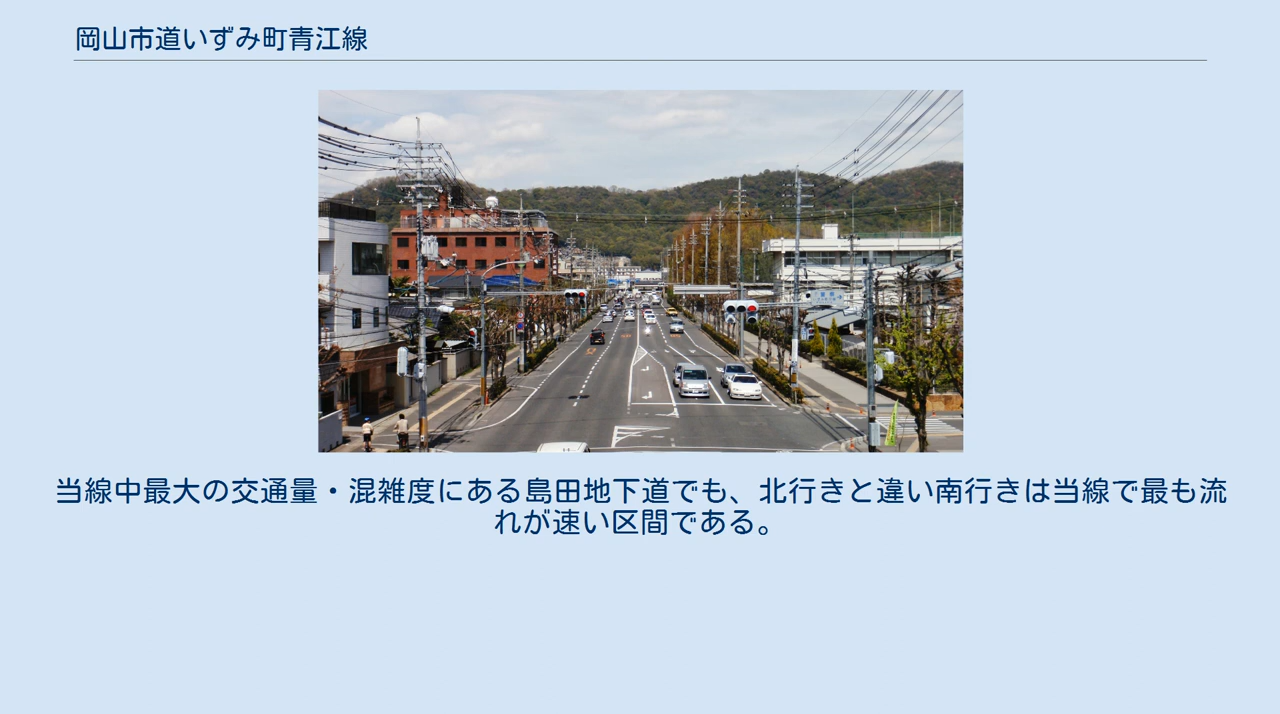 岡山市道いずみ町青江線
当線中最大の交通量・混雑度にある島田地下道でも、北行きと違い南行きは当線で最も流
れが速い区間である。